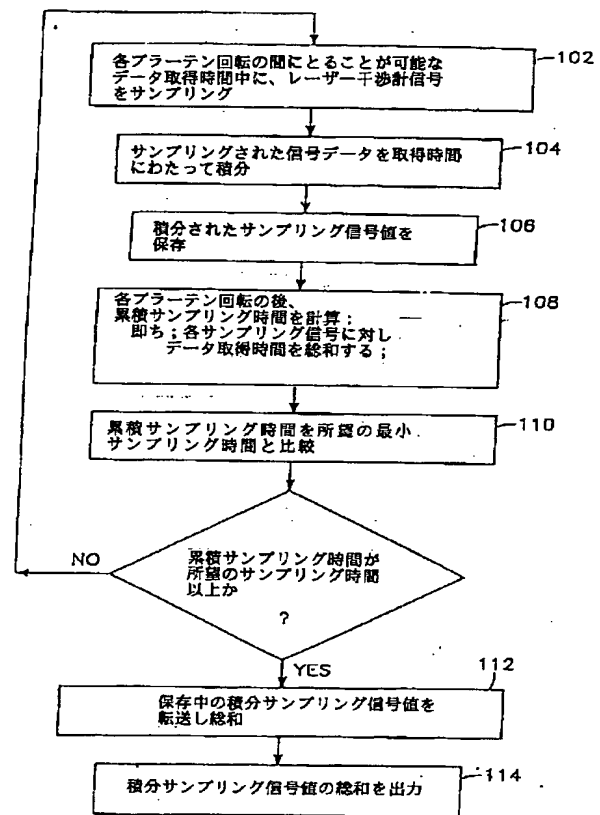 各プラーテン回転の間にとることが可能な
データ取得時間中に、レーザー干渉計信号
をサンプリング
102
サンプリングされた信号データを取得時間
にわたって積分
104
積分されたサンプリング信号値を
保存
106
各プラーテン回転の後、
累積サンプリング時間を計算；
即ち；各サンプリング信号に対し
データ取得時間を総和する；
108
累積サンプリング時間を所望の最小
サンプリング時間と比較
110
累積サンプリング時間が
所望のサンプリング時間
以上か
?
NO
YES
112
保存中の積分サンプリング信号値を
転送し総和
積分サンプリング信号値の総和を出力
114